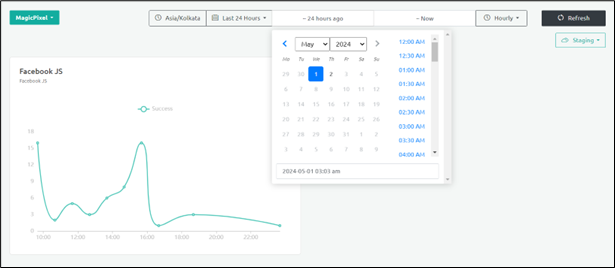 MagicPixel
Asia/Kolkata
Last 24 Hours
~ 24 hours ago
~ Now
Hourly
Refresh
Staging
May 2024
Mo Tu We Th Fr Sa Su
29 30 1 2 3 4 5
6 7 8 9 10 11 12
13 14 15 16 17 18 19
20 21 22 23 24 25 26
27 28 29 30 31 1 2
3 4 5 6 7 8 9
12:00 AM
12:30 AM
01:00 AM
01:30 AM
02:00 AM
02:30 AM
03:00 AM
03:30 AM
04:00 AM
2024-05-01 03:03 am
Facebook JS
Facebook JS
Success
18
15
12
9
6
3
0
10:00 12:00 14:00 16:00 18:00 20:00 22:00